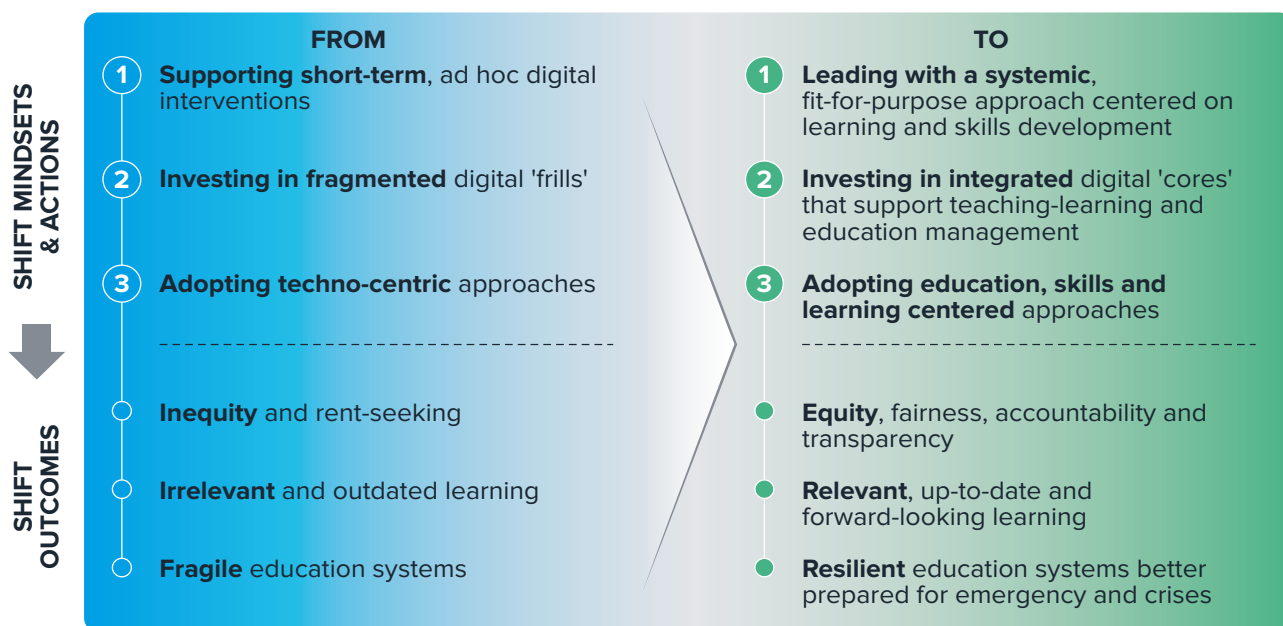 SHIFT MINDSETS
& ACTIONS
SHIFT
OUTCOMES
FROM
1 Supporting short-term, ad hoc digital
interventions
2 Investing in fragmented digital 'frills'
3 Adopting techno-centric approaches
Inequity and rent-seeking
Irrelevant and outdated learning
Fragile education systems
TO
1 Leading with a systemic,
fit-for-purpose approach centered on
learning and skills development
2 Investing in integrated digital 'cores'
that support teaching-learning and
education management
3 Adopting education, skills and
learning centered approaches
Equity, fairness, accountability and
transparency
Relevant, up-to-date and
forward-looking learning
Resilient education systems better
prepared for emergency and crises